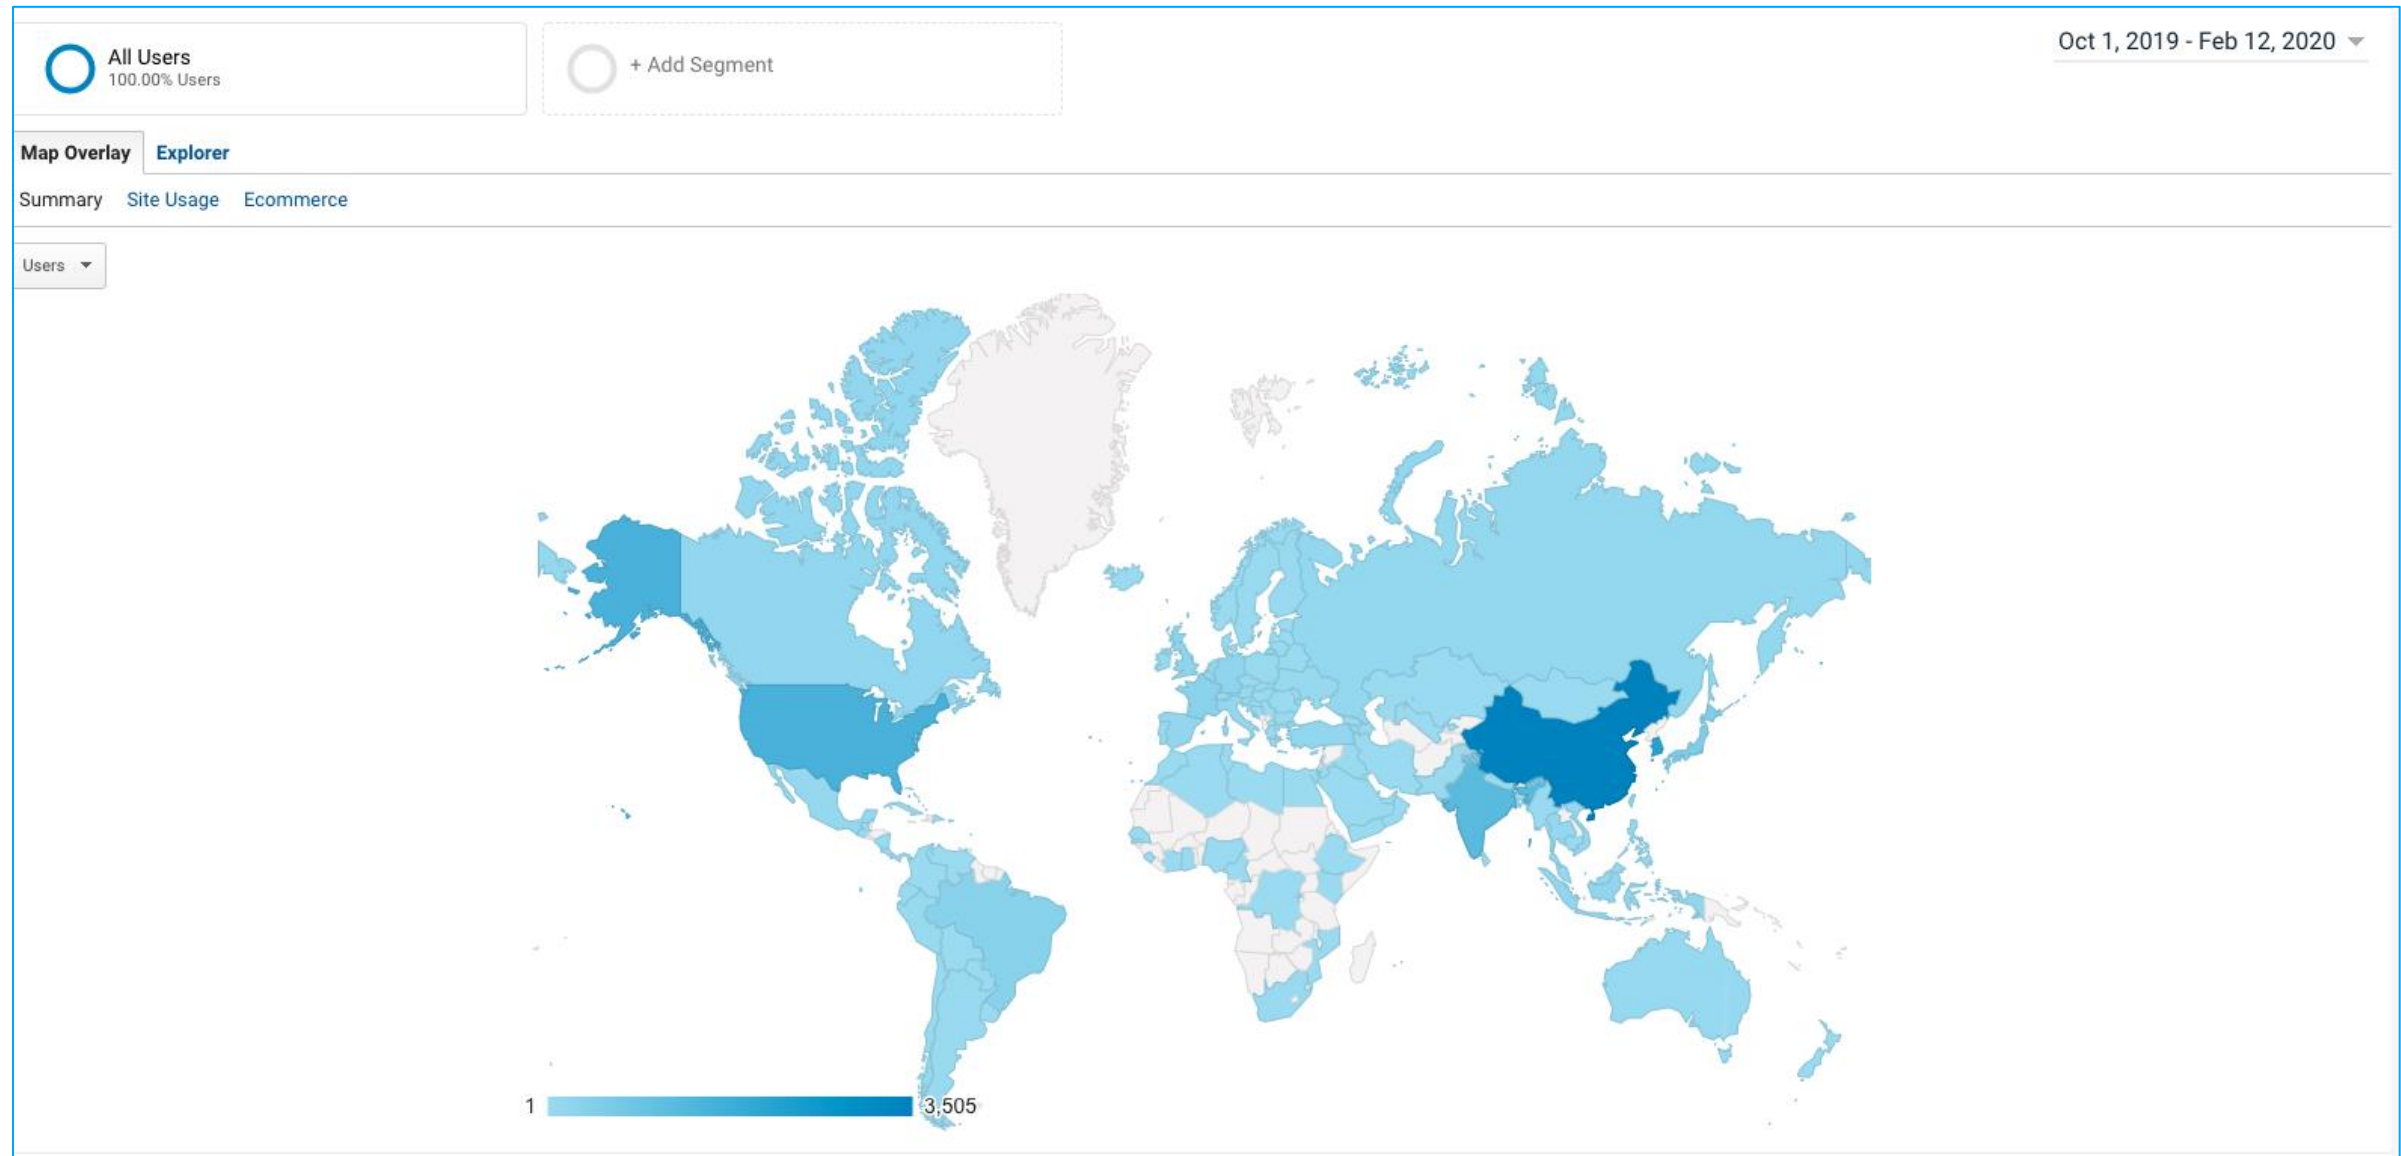 All Users
100.00% Users
+ Add Segment
Oct 1, 2019 - Feb 12, 2020
Map Overlay Explorer
Summary Site Usage Ecommerce
Users
1 3,505